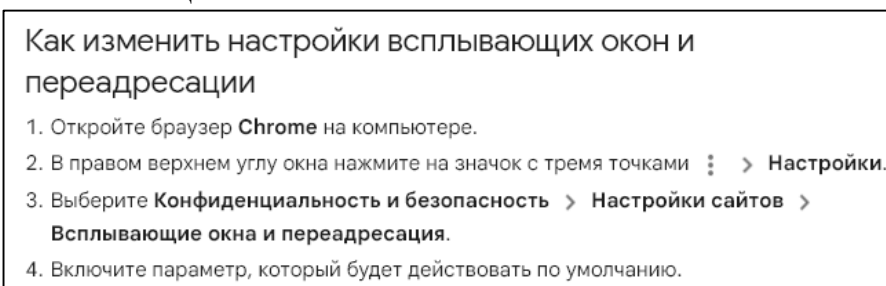 Как изменить настройки всплывающих окон и
переадресации
1. Откройте браузер Chrome на компьютере.
2. В правом верхнем углу окна нажмите на значок с тремя точками ⋮ > Настройки.
3. Выберите Конфиденциальность и безопасность > Настройки сайтов >
Всплывающие окна и переадресация.
4. Включите параметр, который будет действовать по умолчанию.